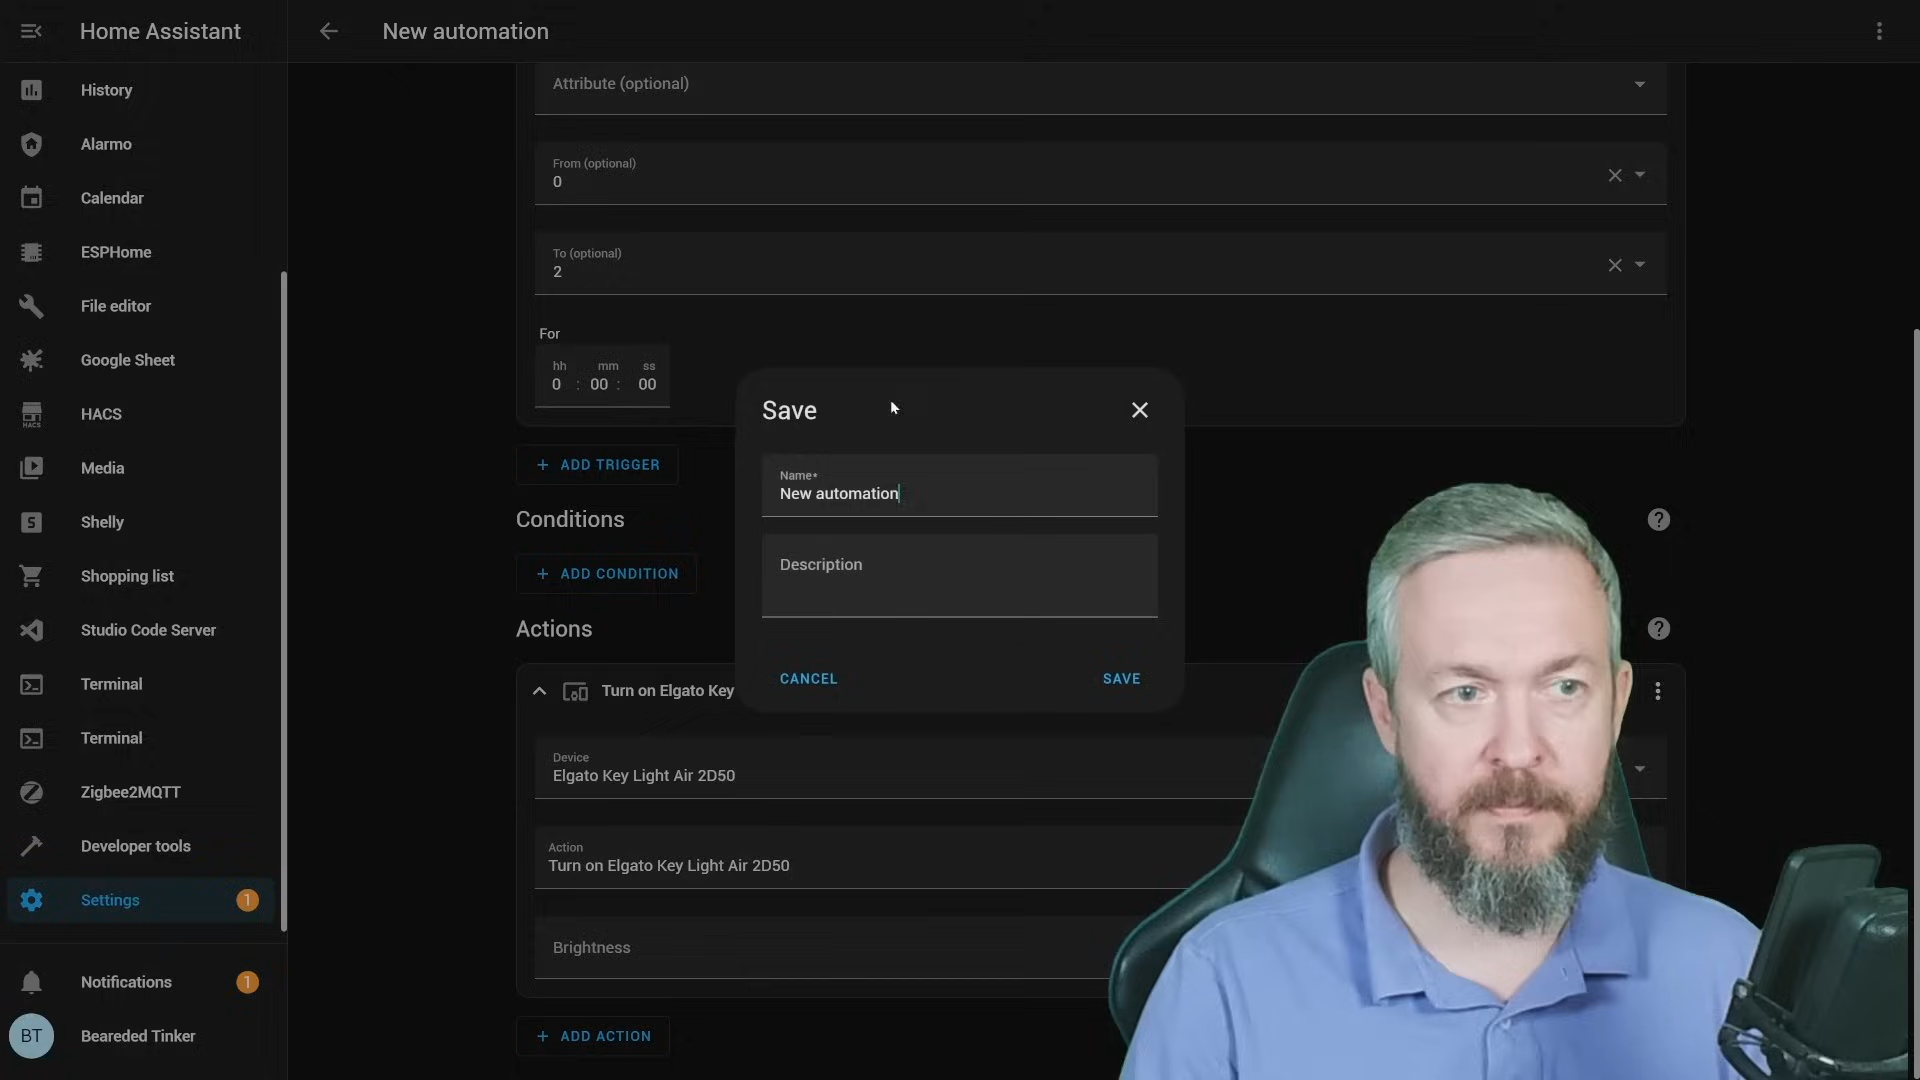 Home Assistant
New automation
History
Alarmo
Calendar
ESPHome
File editor
Google Sheet
HACS
HACS
Media
Shelly
Shopping list
Studio Code Server
Terminal
Terminal
Zigbee2MQTT
Developer tools
Settings
1
Notifications
1
BT
Beareded Tinker
Attribute (optional)
From (optional)
0
To (optional)
2
For
hh mm ss
0 : 00 : 00
+ ADD TRIGGER
Conditions
+ ADD CONDITION
Actions
Turn on Elgato Key
Device
Elgato Key Light Air 2D50
Action
Turn on Elgato Key Light Air 2D50
Brightness
+ ADD ACTION
Save
Name*
New automation
Description
CANCEL
SAVE